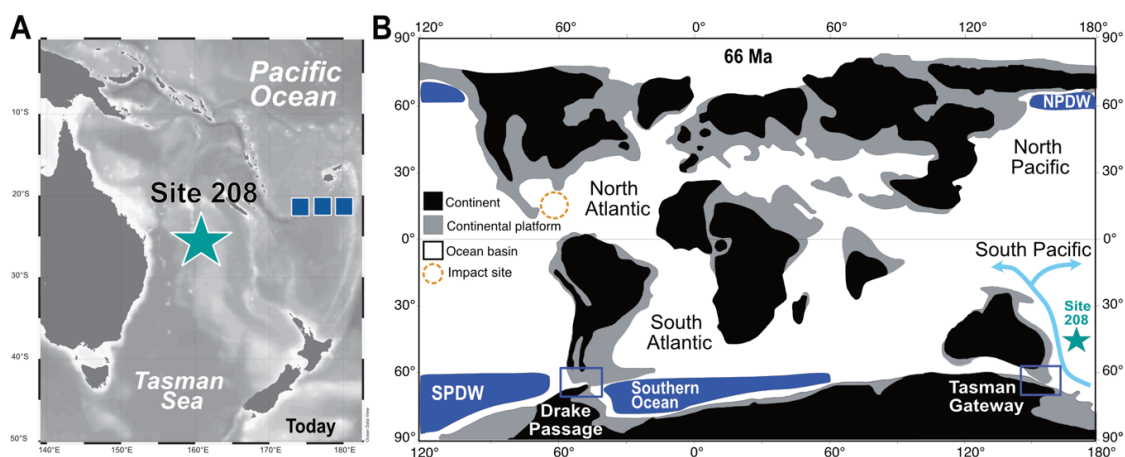 A
Pacific
Ocean
10°S
Site 208
20°S
30°S
40°S
Tasman
Sea
Today
50°S
140°E
150°E
160°E
170°E
180°E
Ocean Data View
B
120°
60°
0°
60°
120°
180°
90°
66 Ma
90°
60°
NPDW
60°
30°
North
Atlantic
North
Pacific
30°
Continent
Continental platform
Ocean basin
Impact site
0°
0°
South Pacific
30°
South
Atlantic
Site
208
30°
60°
SPDW
Southern
Ocean
Drake
Passage
Tasman
Gateway
60°
90°
90°
120°
60°
0°
60°
120°
180°